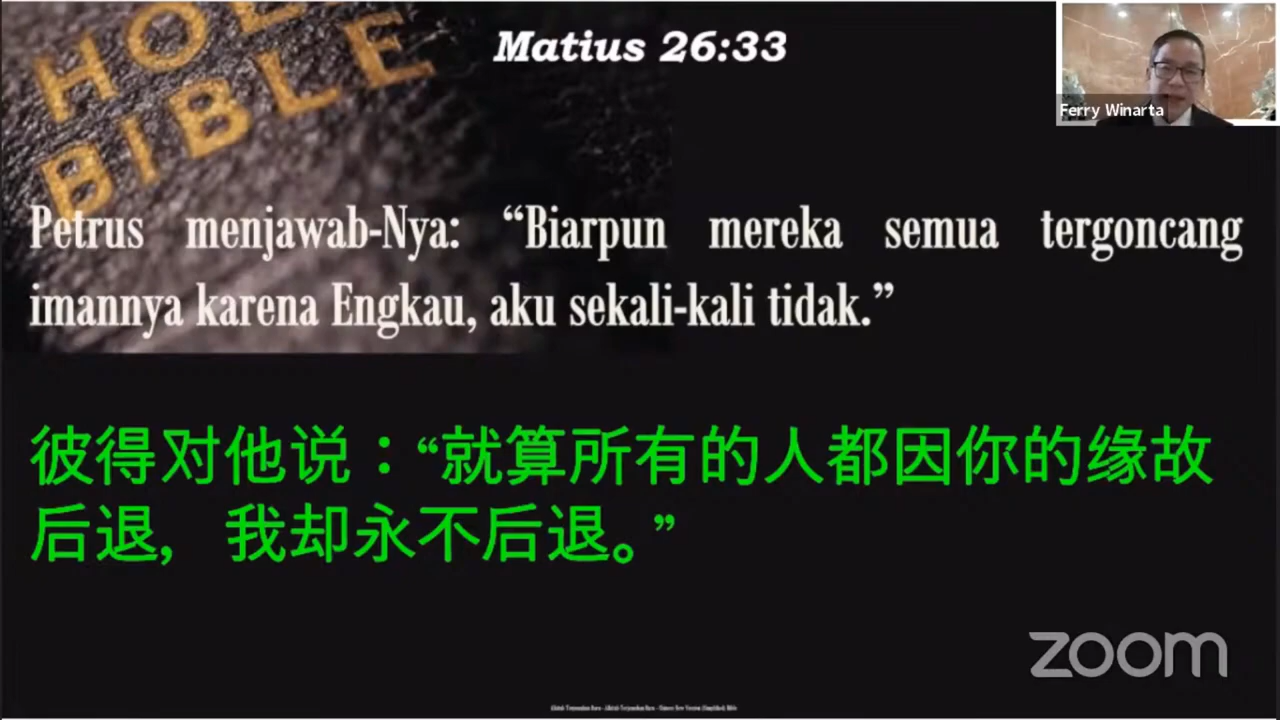 HOLY
BIBLE
Matius 26:33
Ferry Winarta
Petrus menjawab-Nya: “Biarpun mereka semua tergoncang
imannya karena Engkau, aku sekali-kali tidak.”
彼得对他说：“就算所有的人都因你的缘故
后退, 我却永不后退。”
zoom